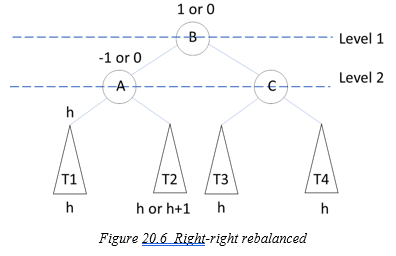 1 or 0
B
Level 1
-1 or 0
A
C
Level 2
h
T1
T2
T3
T4
h
h or h+1
h
h
Figure 20.6 Right-right rebalanced